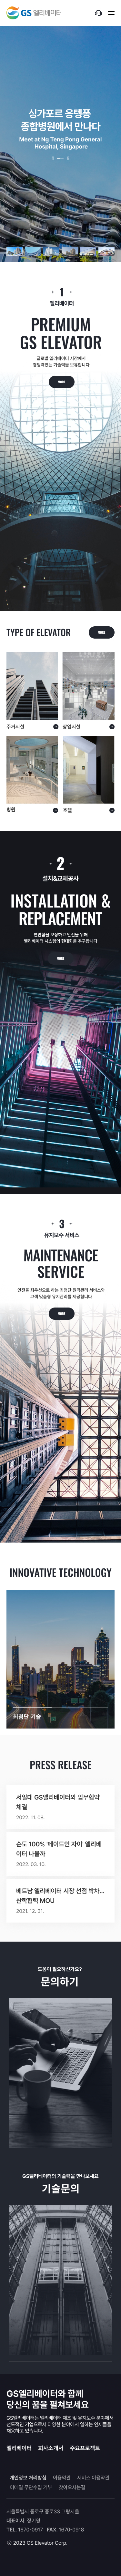 GS 엘리베이터
싱가포르 응텡퐁
종합병원에서 만나다
Meet at Ng Teng Pong General
Hospital, Singapore
1
엘리베이터
PREMIUM
GS ELEVATOR
글로벌 엘리베이터 시장에서
경쟁력있는 기술력을 보유합니다
MORE
TYPE OF ELEVATOR
MORE
주거시설
상업시설
병원
호텔
2
설치&교체공사
INSTALLATION &
REPLACEMENT
편안함을 보장하고 안전을 위해
엘리베이터 시스템의 현대화를 추구합니다
MORE
3
유지보수 서비스
MAINTENANCE
SERVICE
안전을 최우선으로 하는 최첨단 원격관리 서비스와
고객 맞춤형 유지관리를 제공합니다
MORE
INNOVATIVE TECHNOLOGY
최첨단 기술
PRESS RELEASE
서일대 GS엘리베이터와 업무협약
체결
2022. 11. 08.
순도 100% '메이드인 자이' 엘리베
이터 나올까
2022. 03. 10.
베트남 엘리베이터 시장 선점 박차...
산학협력 MOU
2021. 12. 31.
도움이 필요하신가요?
문의하기
GS엘리베이터의 기술력을 만나보세요
기술문의
GS엘리베이터와 함께
당신의 꿈을 펼쳐보세요
GS엘리베이터는 엘리베이터 제조 및 유지보수 분야에서
선도적인 기업으로서 다양한 분야에서 일하는 인재들을
채용하고 있습니다.
엘리베이터 회사소개서 주요프로젝트
개인정보 처리방침 이용약관 서비스 이용약관
이메일 무단수집 거부 찾아오시는길
서울특별시 종로구 종로33 그랑서울
대표이사. 장기영
TEL. 1670-0917 FAX. 1670-0918
ⓒ 2023 GS Elevator Corp.